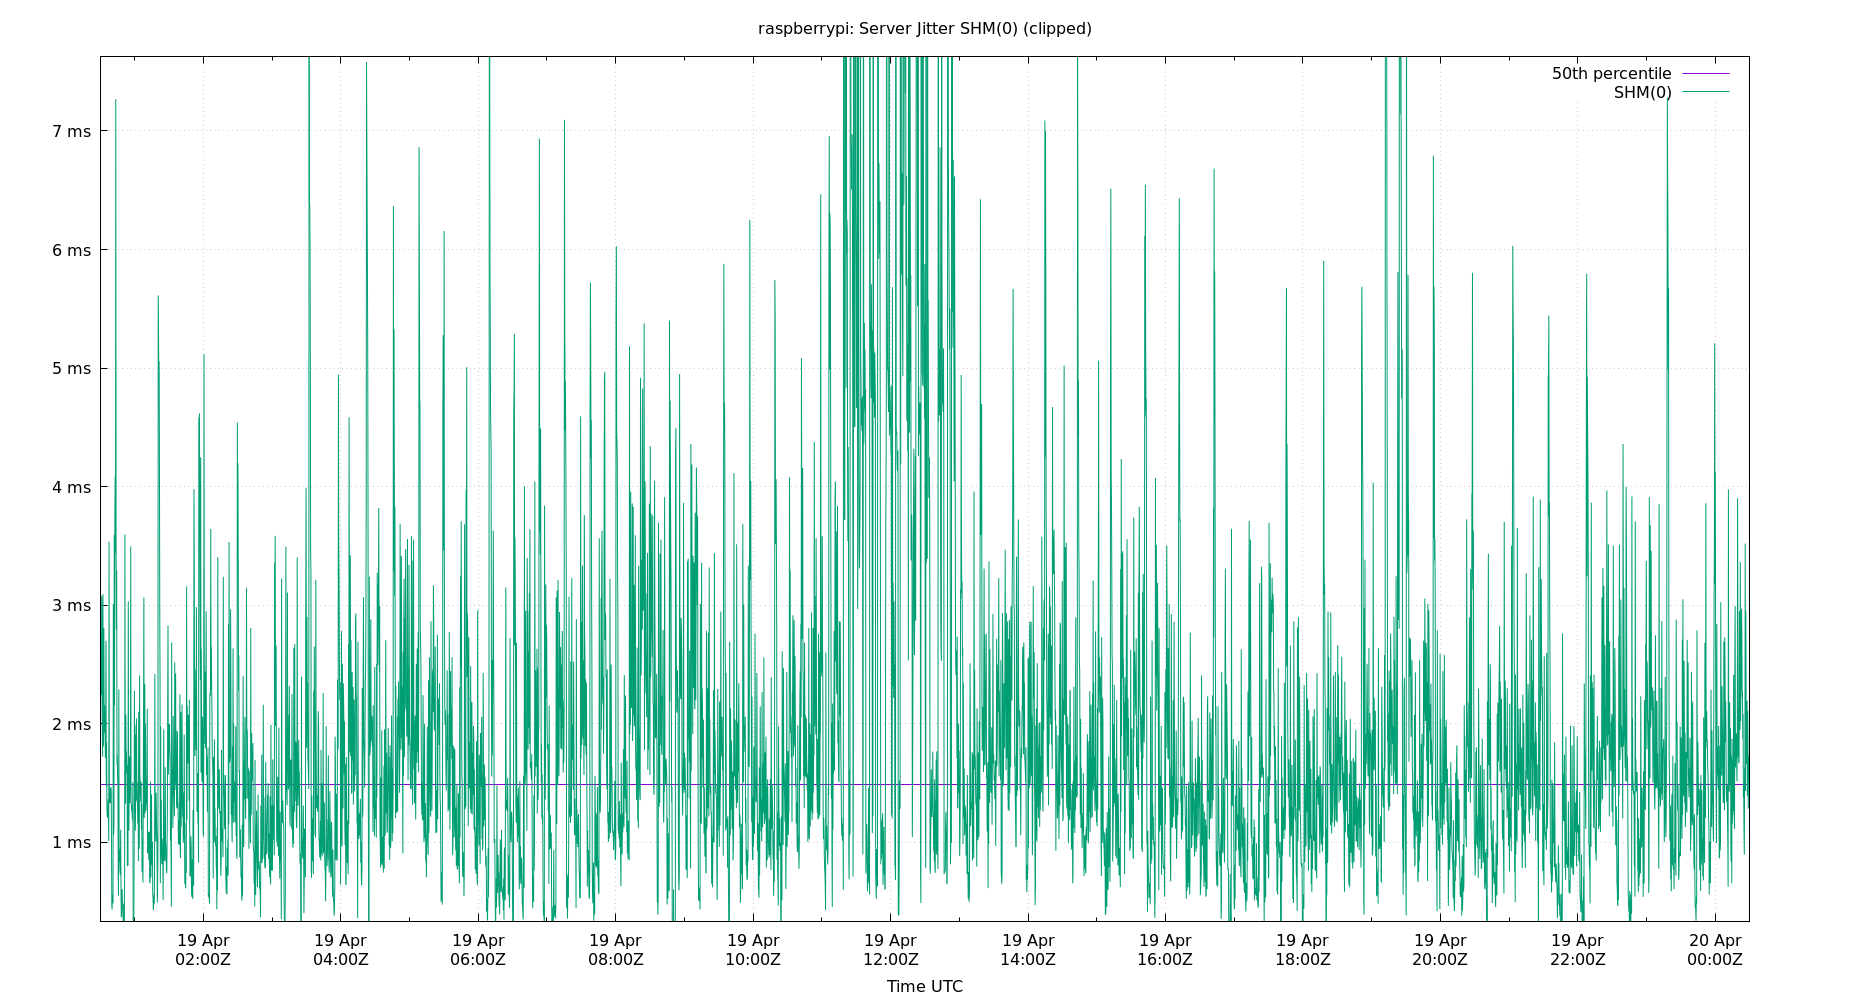 raspberrypi: Server Jitter SHM(0) (clipped)
50th percentile
SHM(0)
7 ms
6 ms
5 ms
4 ms
3 ms
2 ms
1 ms
19 Apr 19 Apr 19 Apr 19 Apr 19 Apr 19 Apr 19 Apr 19 Apr 19 Apr 19 Apr 19 Apr 20 Apr
02:00Z 04:00Z 06:00Z 08:00Z 10:00Z 12:00Z 14:00Z 16:00Z 18:00Z 20:00Z 22:00Z 00:00Z
Time UTC